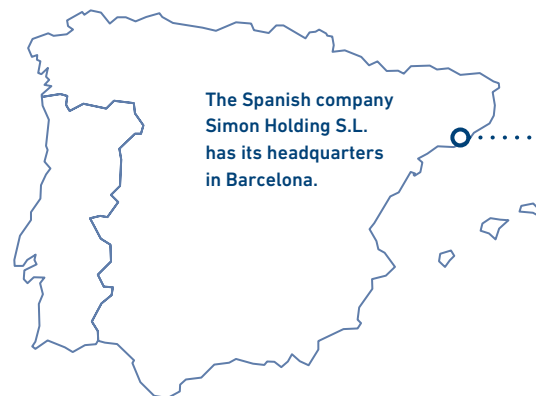 The Spanish company
Simon Holding S.L.
has its headquarters
in Barcelona.